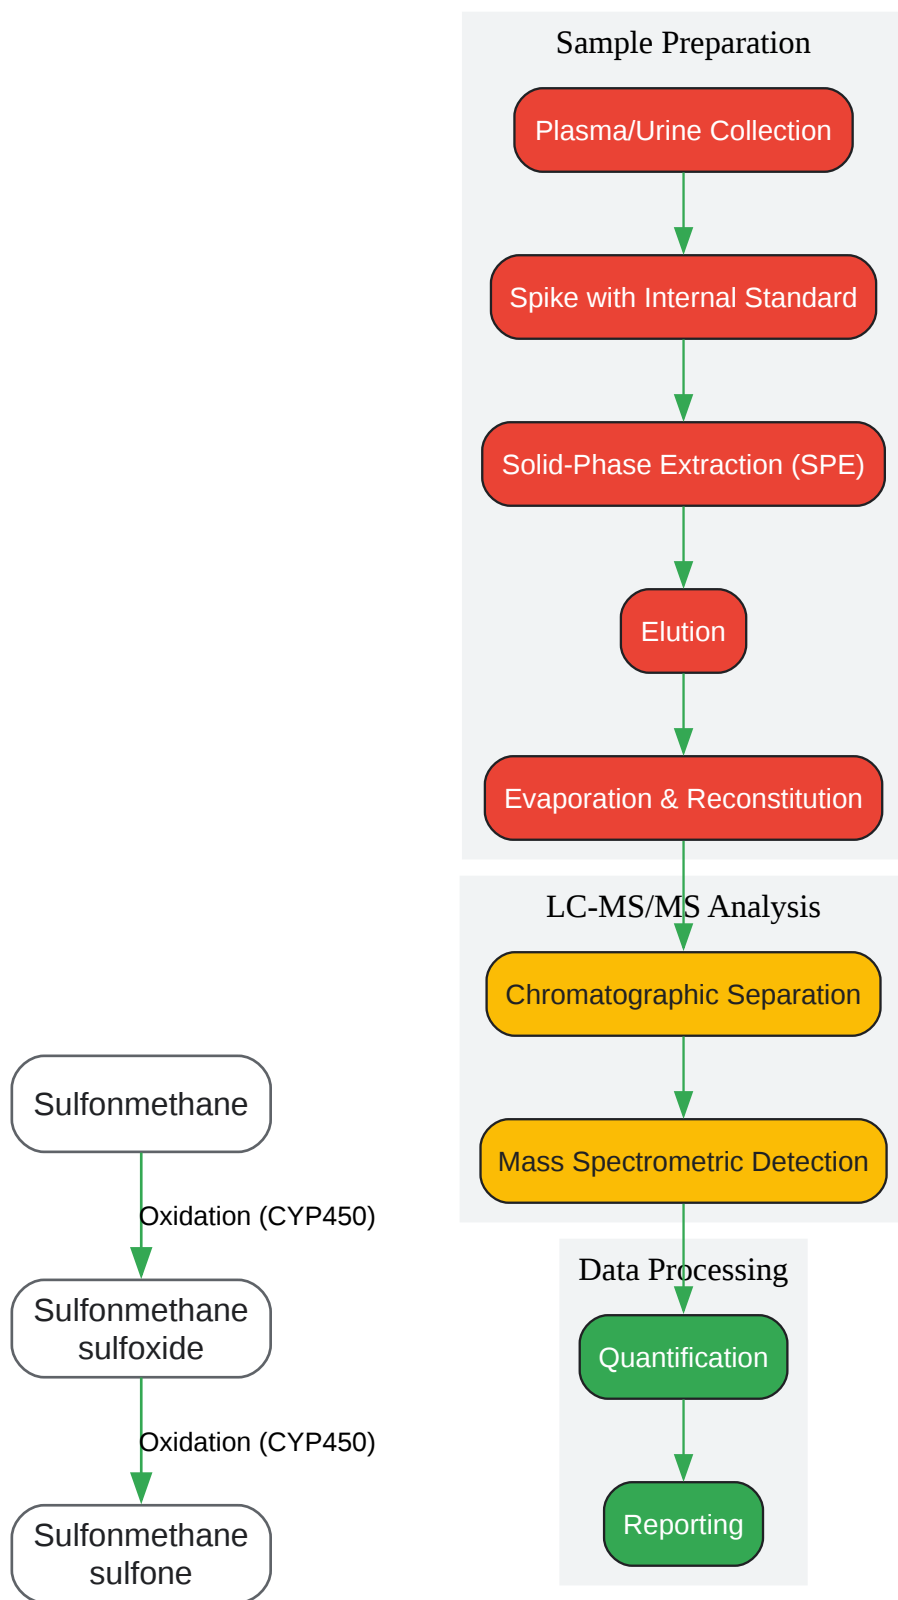 Sample Preparation
Plasma/Urine Collection
Spike with Internal Standard
Solid-Phase Extraction (SPE)
Elution
Evaporation & Reconstitution
LC-MS/MS Analysis
Chromatographic Separation
Mass Spectrometric Detection
Data Processing
Quantification
Reporting
Sulfonmethane
Oxidation (CYP450)
Sulfonmethane
sulfoxide
Oxidation (CYP450)
Sulfonmethane
sulfone